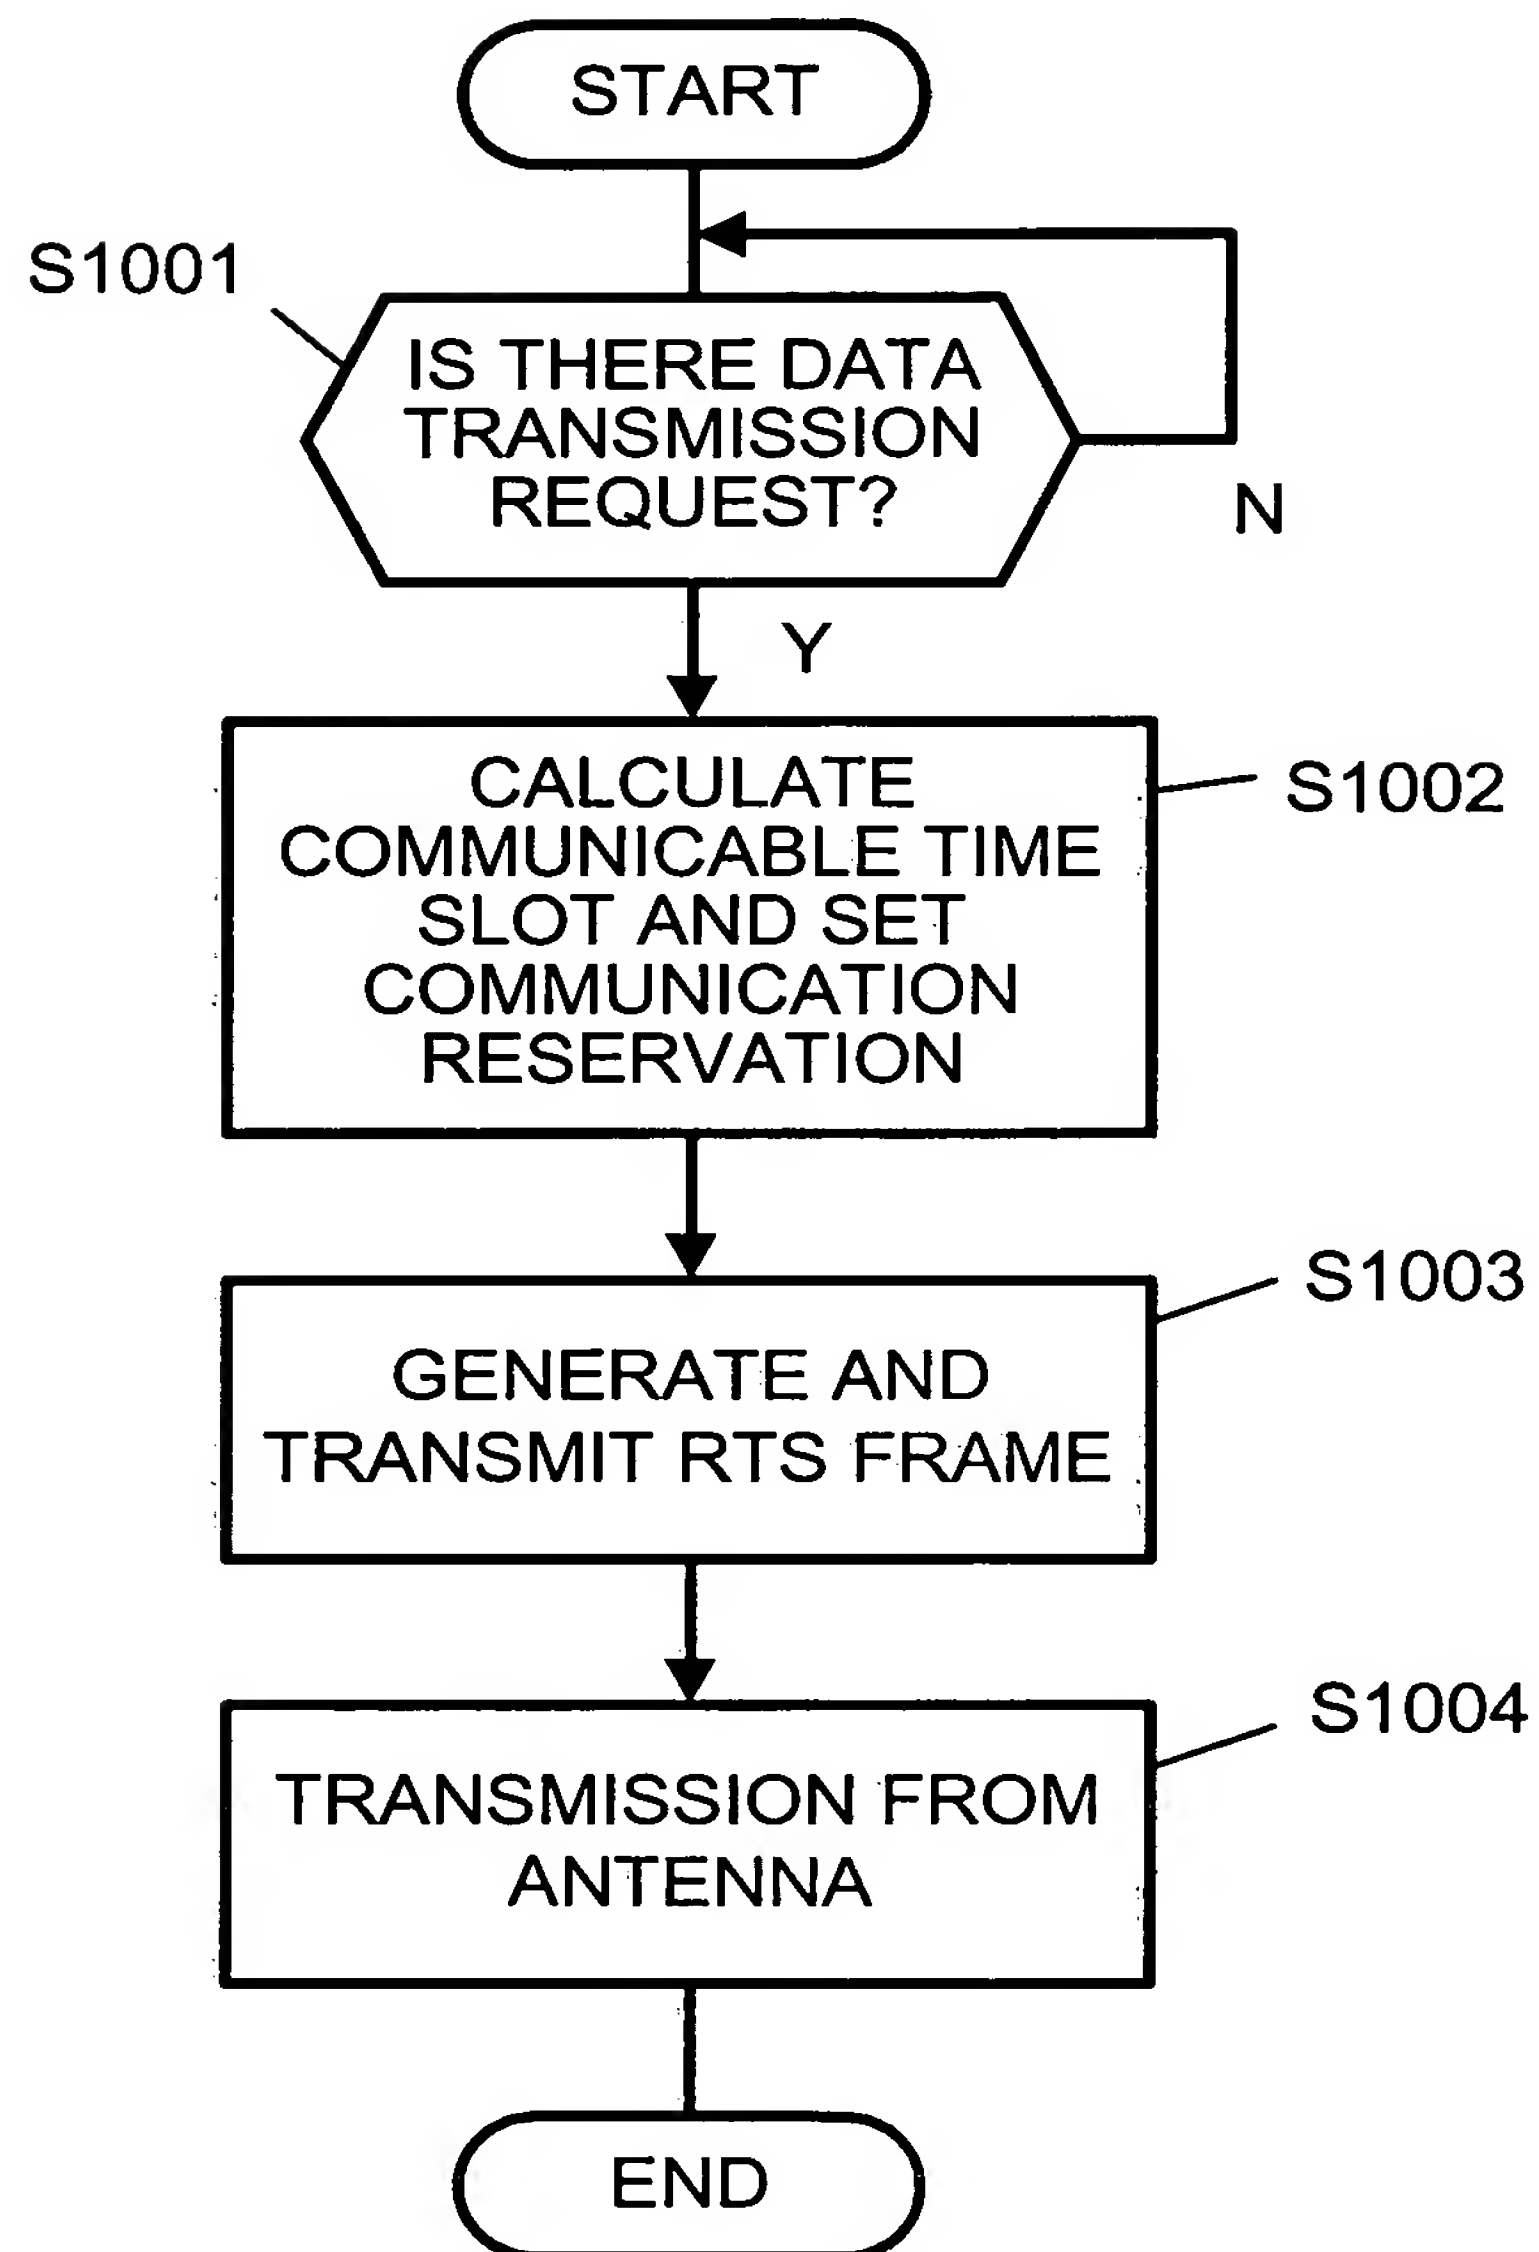 START
S1001
IS THERE DATA
TRANSMISSION
REQUEST?
N
Y
CALCULATE
COMMUNICABLE TIME
SLOT AND SET
COMMUNICATION
RESERVATION
S1002
S1003
GENERATE AND
TRANSMIT RTS FRAME
S1004
TRANSMISSION FROM
ANTENNA
END